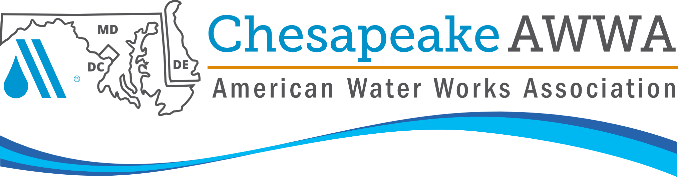 MD
DC
DE
®
Chesapeake AWWA
American Water Works Association